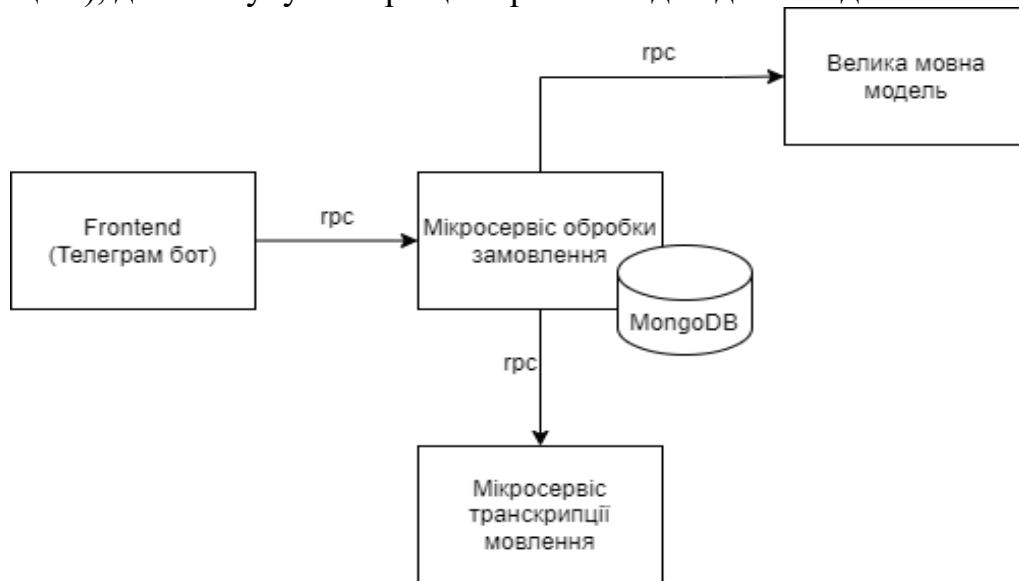 rpc
Велика мовна
модель
Frontend
(Телеграм бот)
rpc
Мікросервіс обробки
замовлення
MongoDB
rpc
Мікросервіс
транскрипції
мовлення